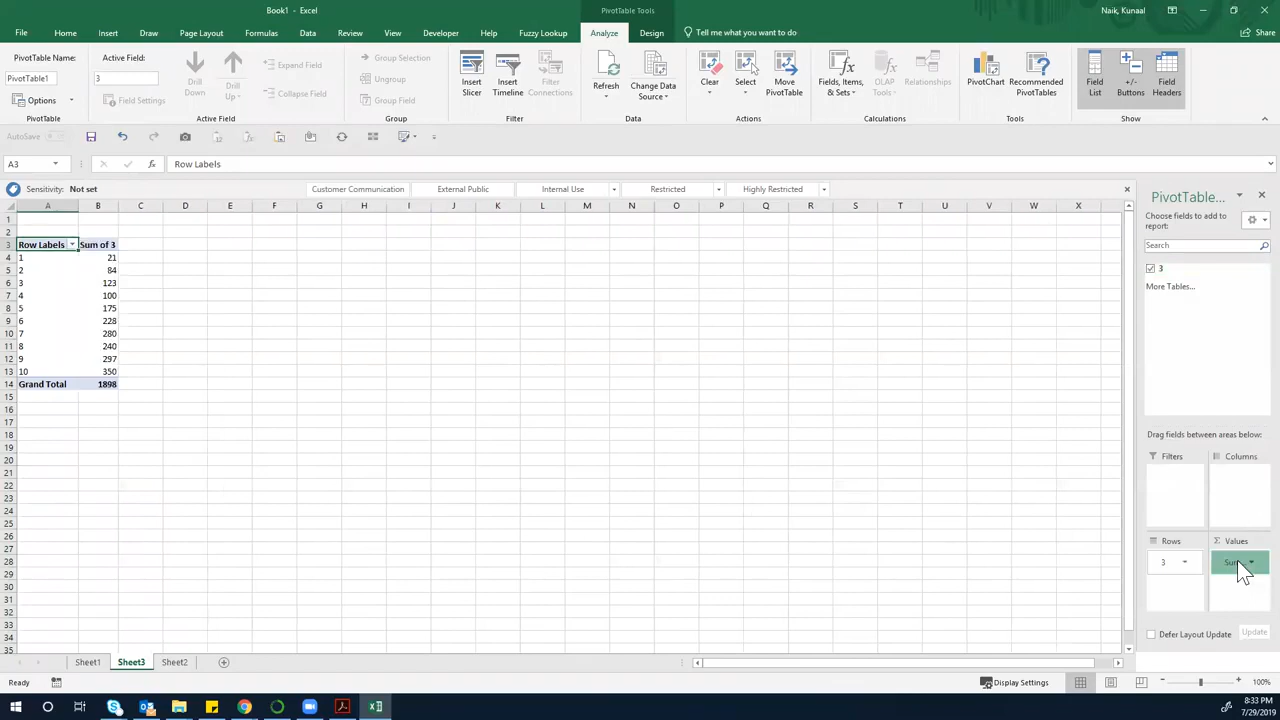 Book1 - Excel
PivotTable Tools
Naik, Kunaal
File Home Insert Draw Page Layout Formulas Data Review View Developer Help Fuzzy Lookup Analyze Design Tell me what you want to do Share
PivotTable Name:
PivotTable1
Options
PivotTable
Active Field:
3
Field Settings
Drill Down
Drill Up
Expand Field
Collapse Field
Active Field
Group Selection
Ungroup
Group Field
Group
Insert Slicer
Insert Timeline
Filter Connections
Filter
Refresh
Change Data Source
Data
Clear
Select
Move PivotTable
Actions
Fields, Items, & Sets
OLAP Tools
Relationships
Calculations
PivotChart
Recommended PivotTables
Tools
Field List
+/- Buttons
Field Headers
Show
AutoSave
A3
Row Labels
Sensitivity: Not set
Customer Communication External Public Internal Use Restricted Highly Restricted
A B C D E F G H I J K L M N O P Q R S T U V W X
1
2
3 Row Labels Sum of 3
4 1 21
5 2 84
6 3 123
7 4 100
8 5 175
9 6 228
10 7 280
11 8 240
12 9 297
13 10 350
14 Grand Total 1898
15
16
17
18
19
20
21
22
23
24
25
26
27
28
29
30
31
32
33
34
35
PivotTable...
Choose fields to add to report:
Search
3
More Tables...
Drag fields between areas below:
Filters
Columns
Rows
Values
3
Defer Layout Update
Update
Sheet1 Sheet3 Sheet2
Ready
Display Settings
100%
8:33 PM
7/29/2019